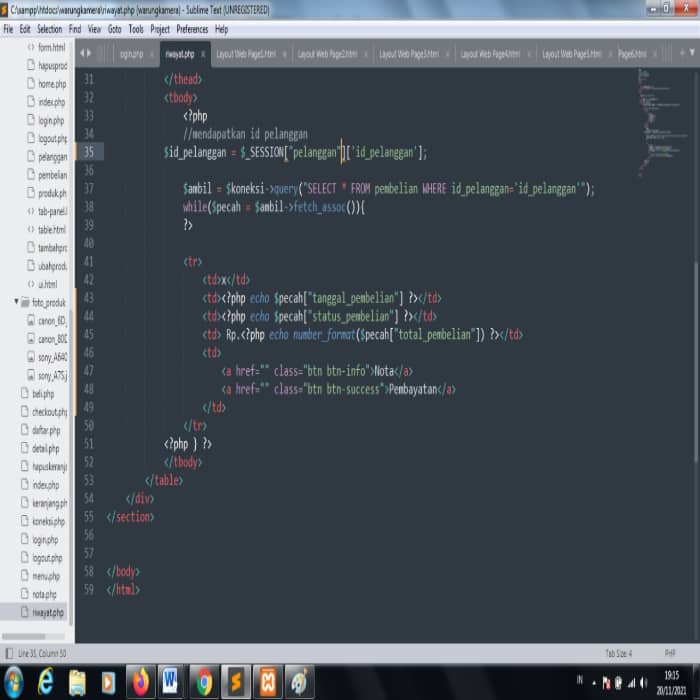 C:\xampp\htdocs\warungkamera\riwayat.php (warungkamera) - Sublime Text (UNREGISTERED)
File Edit Selection Find View Goto Tools Project Preferences Help
login.php riwayat.php Layout Web Page1.html Layout Web Page2.html Layout Web Page3.html Layout Web Page4.html Layout Web Page5.html Page6.html
form.html
hapusprod
home.php
index.php
login.php
logout.php
pelanggan
pembelian
produk.ph
tab-panel.l
table.html
tambahprc
ubahprodu
ui.html
foto_produk
canon_6D_
canon_80D
sony_A640
sony_A7S.j
beli.php
checkout.php
daftar.php
detail.php
hapuskeranj
index.php
keranjang.ph
koneksi.php
login.php
logout.php
menu.php
nota.php
riwayat.php
31 </thead>
32 <tbody>
33 <?php
34 //mendapatkan id pelanggan
35 $id_pelanggan = $_SESSION["pelanggan"]['id_pelanggan'];
36
37 $ambil = $koneksi->query("SELECT * FROM pembelian WHERE id_pelanggan='id_pelanggan'");
38 while($pecah = $ambil->fetch_assoc()){
39 ?>
40
41 <tr>
42 <td>x</td>
43 <td><?php echo $pecah["tanggal_pembelian"] ?></td>
44 <td><?php echo $pecah["status_pembelian"] ?></td>
45 <td> Rp.<?php echo number_format($pecah["total_pembelian"]) ?></td>
46 <td>
47 <a href="" class="btn btn-info">Nota</a>
48 <a href="" class="btn btn-success">Pembayatan</a>
49 </td>
50 </tr>
51 <?php } ?>
52 </tbody>
53 </table>
54 </div>
55 </section>
56
57
58 </body>
59 </html>
Line 35, Column 50 Tab Size: 4 PHP
IN 19:15
20/11/2021